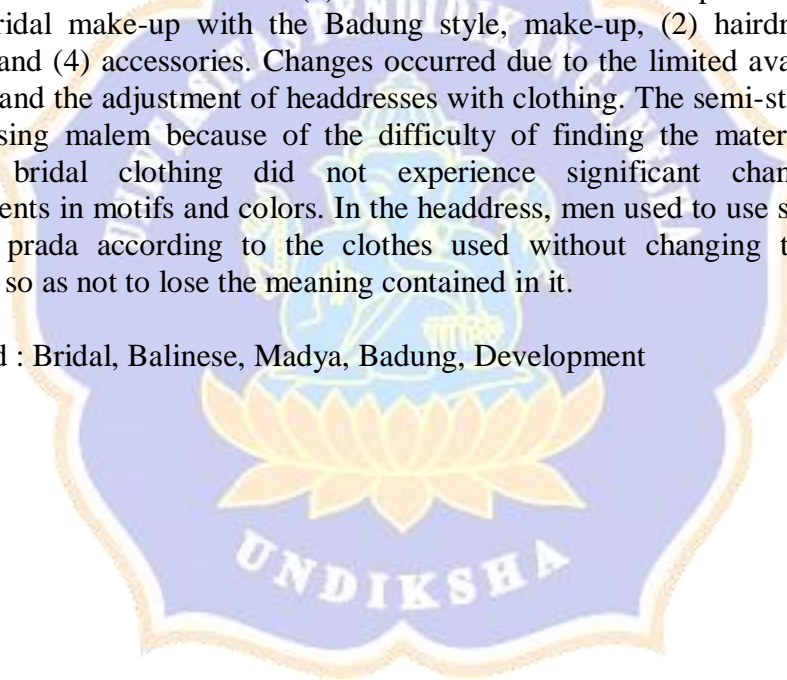 ridal make-up with the Badung style, make-up, (2) hairdr
and (4) accessories. Changes occurred due to the limited ava
and the adjustment of headdresses with clothing. The semi-st
sing malem because of the difficulty of finding the mater
bridal clothing did not experience significant chan
ents in motifs and colors. In the headdress, men used to use s
prada according to the clothes used without changing t
so as not to lose the meaning contained in it.
d : Bridal, Balinese, Madya, Badung, Development
UNIVERSITAS PENDIDIKAN GANESHA
UNDIKSHA